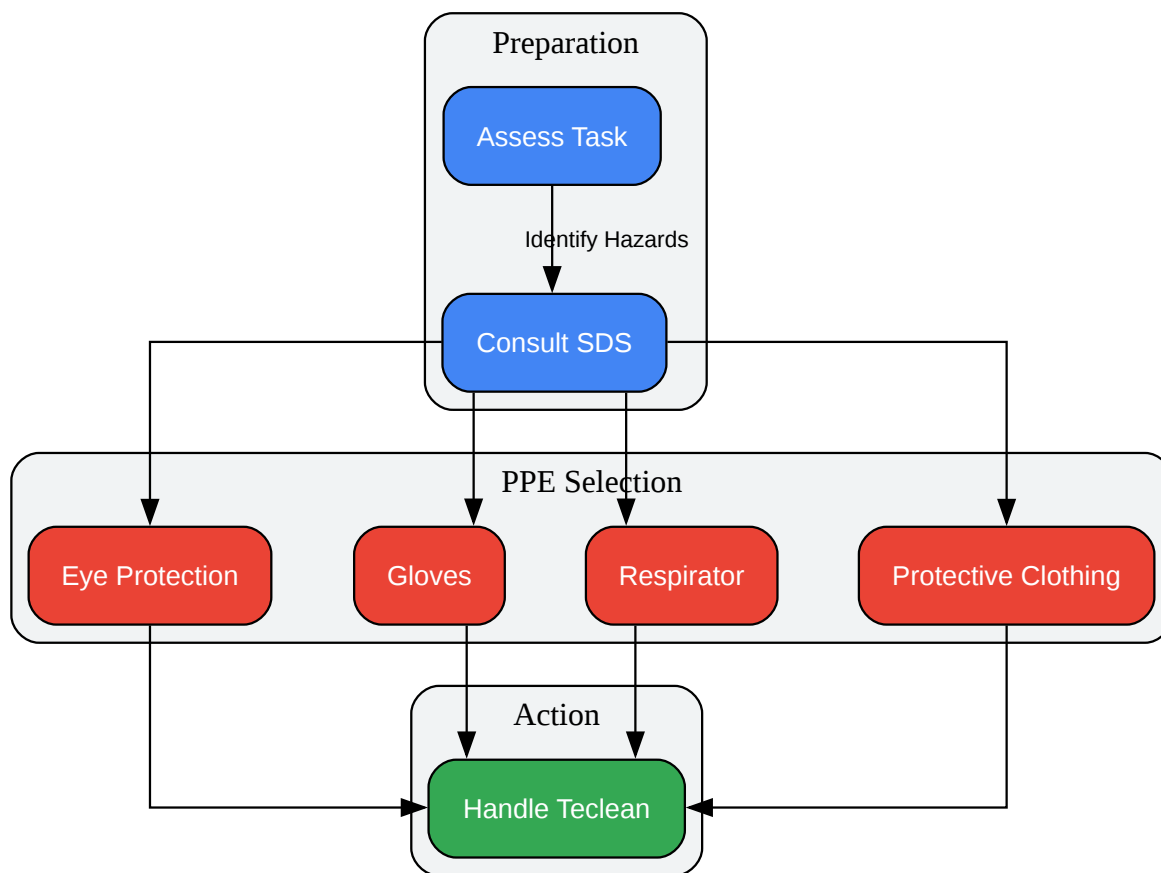 Preparation
Assess Task
Identify Hazards
Consult SDS
PPE Selection
Eye Protection
Gloves
Respirator
Protective Clothing
Action
Handle Teclean